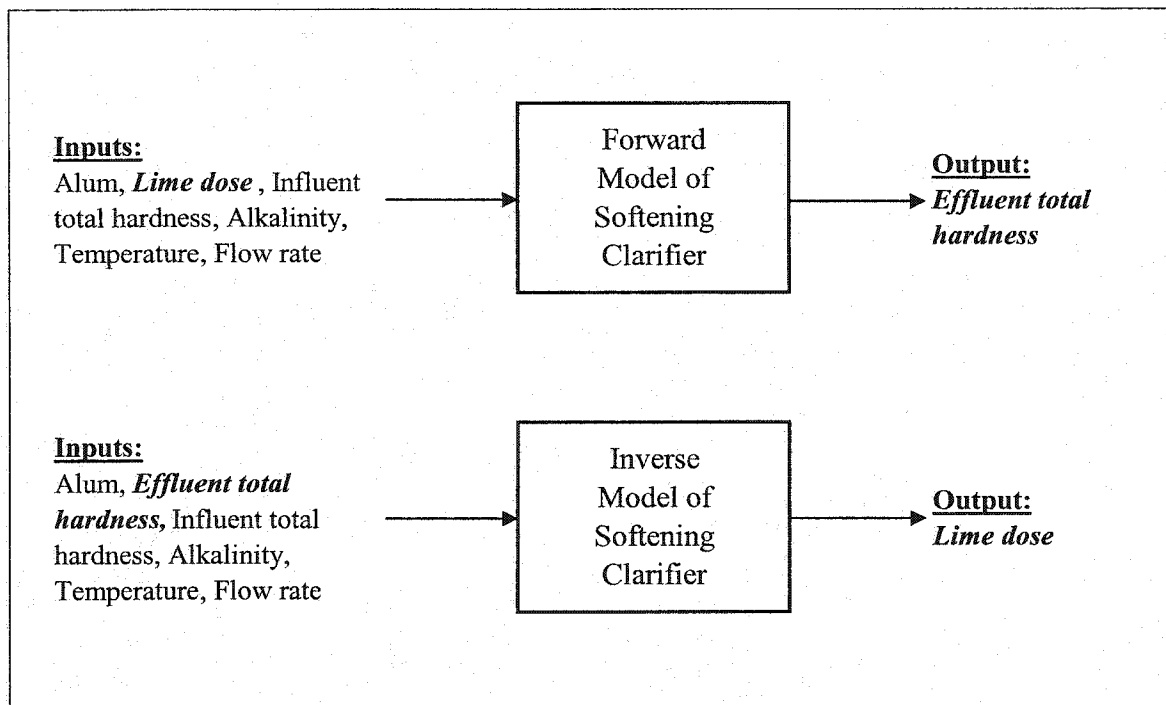 Inputs:
Alum, Lime dose , Influent
total hardness, Alkalinity,
Temperature, Flow rate
Forward
Model of
Softening
Clarifier
Output:
Effluent total
hardness
Inputs:
Alum, Effluent total
hardness, Influent total
hardness, Alkalinity,
Temperature, Flow rate
Inverse
Model of
Softening
Clarifier
Output:
Lime dose